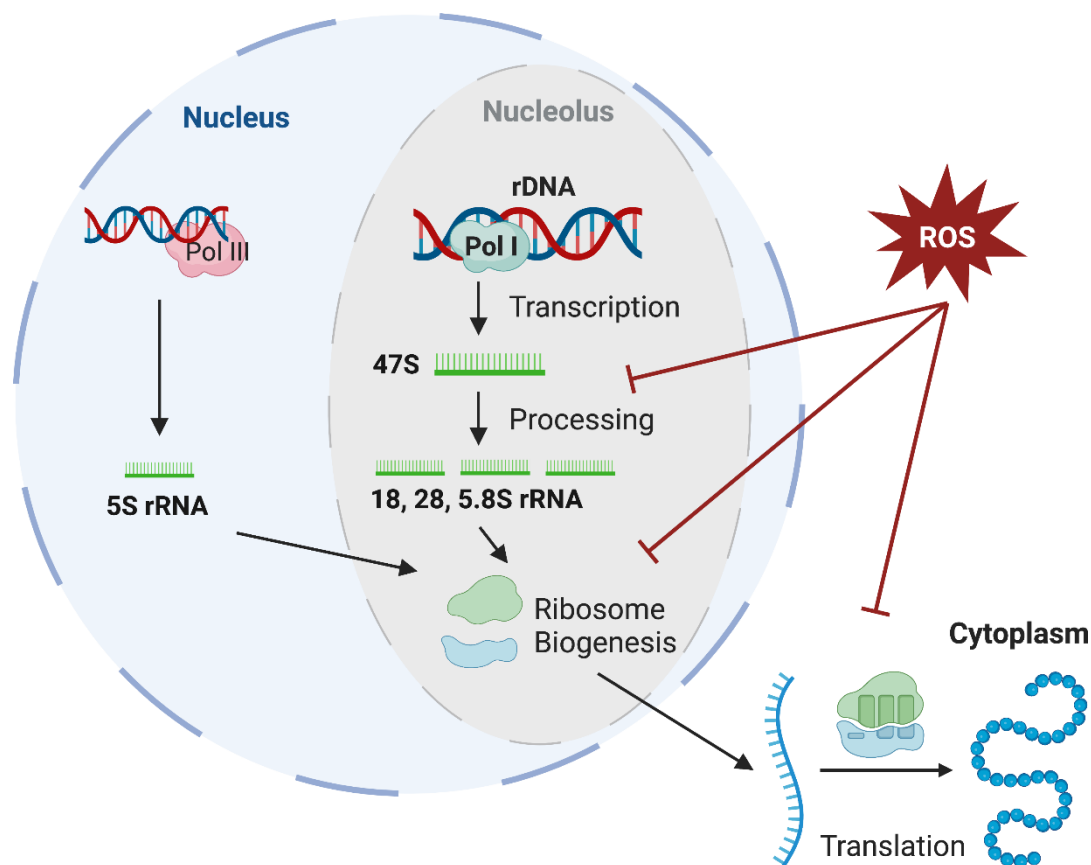 Nucleus
Nucleolus
rDNA
Pol III
Pol I
ROS
Transcription
47S
Processing
5S rRNA
18, 28, 5.8S rRNA
Ribosome
Biogenesis
Cytoplasm
Translation